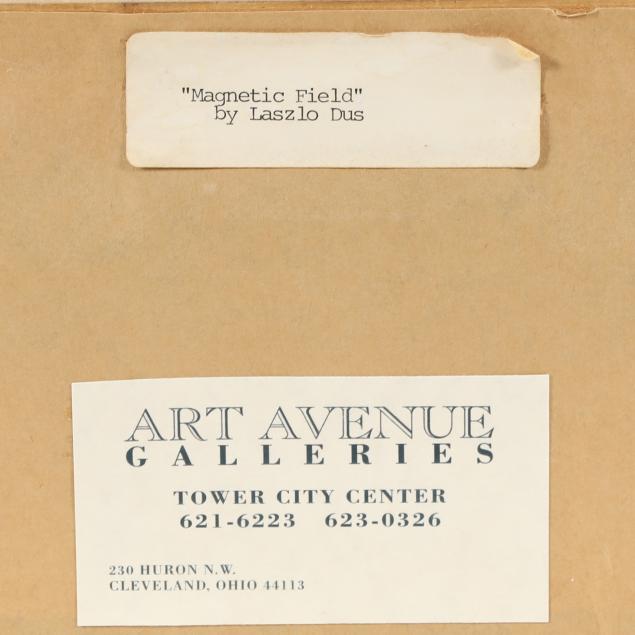 "Magnetic Field"
by Laszlo Dus
ART AVENUE
GALLERIES
TOWER CITY CENTER
621-6223 623-0326
230 HURON N.W.
CLEVELAND, OHIO 44113